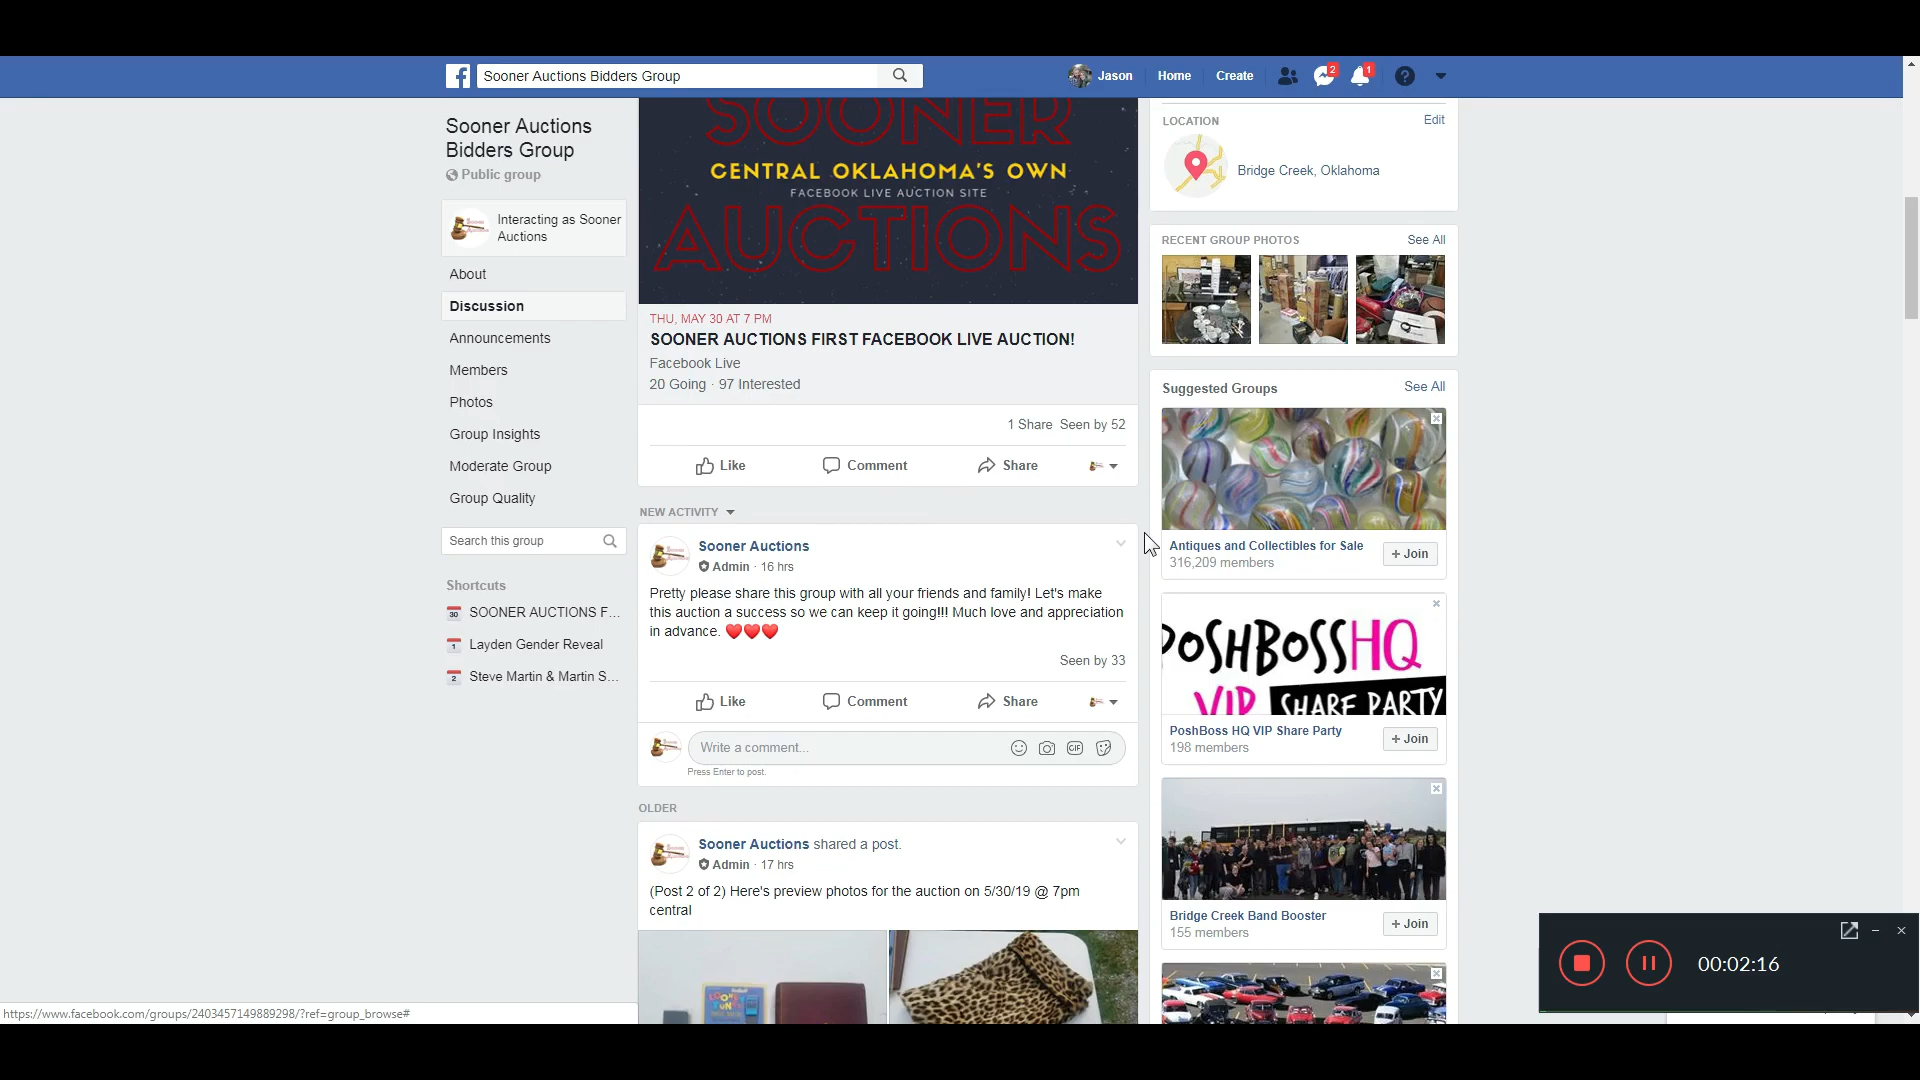 Sooner Auctions Bidders Group
Jason
Home
Create
2
1
Sooner Auctions
Bidders Group
Public group
Interacting as Sooner
Auctions
About
Discussion
Announcements
Members
Photos
Group Insights
Moderate Group
Group Quality
Search this group
Shortcuts
30 SOONER AUCTIONS F...
1 Layden Gender Reveal
2 Steve Martin & Martin S...
SOONER
CENTRAL OKLAHOMA'S OWN
FACEBOOK LIVE AUCTION SITE
AUCTIONS
THU, MAY 30 AT 7 PM
SOONER AUCTIONS FIRST FACEBOOK LIVE AUCTION!
Facebook Live
20 Going · 97 Interested
1 Share Seen by 52
Like Comment Share
NEW ACTIVITY
Sooner Auctions
Admin · 16 hrs
Pretty please share this group with all your friends and family! Let's make
this auction a success so we can keep it going!!! Much love and appreciation
in advance. ❤️❤️❤️
Seen by 33
Like Comment Share
Write a comment...
GIF
Press Enter to post.
OLDER
Sooner Auctions shared a post.
Admin · 17 hrs
(Post 2 of 2) Here's preview photos for the auction on 5/30/19 @ 7pm
central
LOCATION
Edit
Bridge Creek, Oklahoma
RECENT GROUP PHOTOS
See All
Suggested Groups
See All
Antiques and Collectibles for Sale
316,209 members
+ Join
POSHBOSSHQ
VIP SHARE PARTY
PoshBoss HQ VIP Share Party
198 members
+ Join
Bridge Creek Band Booster
155 members
+ Join
00:02:16
https://www.facebook.com/groups/2403457149889298/?ref=group_browse#